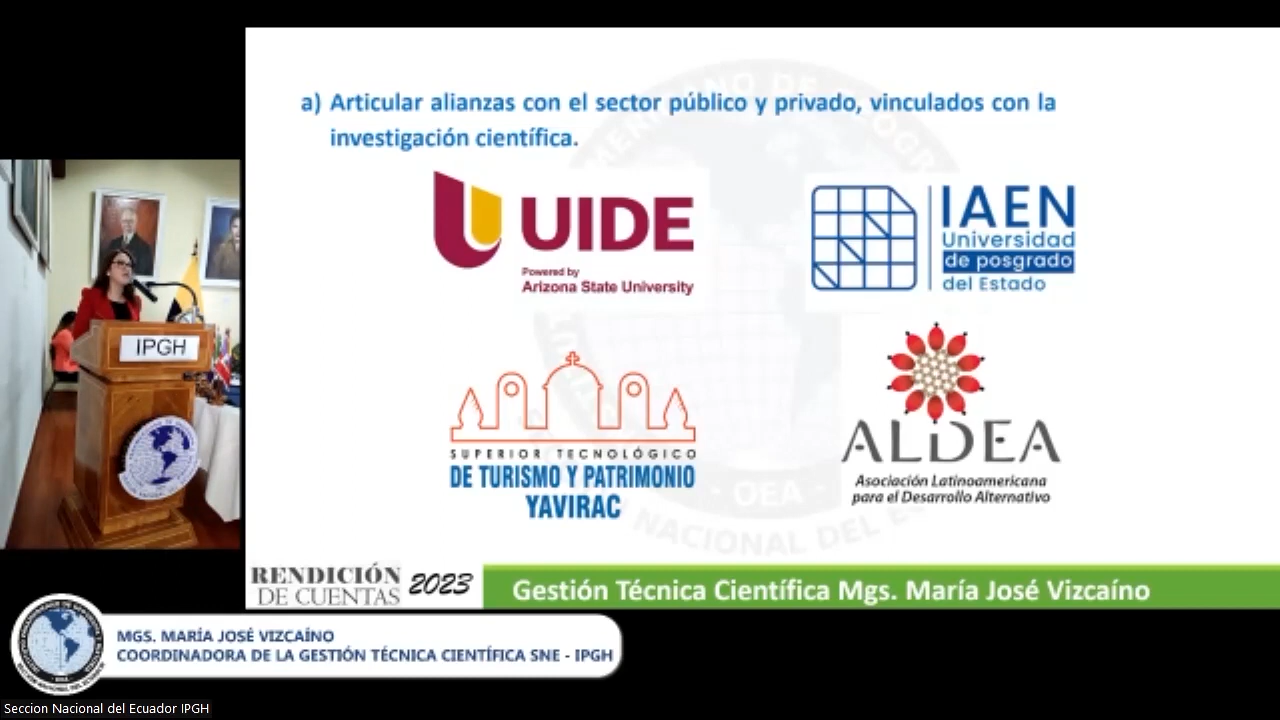 a) Articular alianzas con el sector público y privado, vinculados con la
investigación científica.
UIDE
Powered by
Arizona State University
IAEN
Universidad
de posgrado
del Estado
SUPERIOR TECNOLÓGICO
DE TURISMO Y PATRIMONIO
YAVIRAC
ALDEA
Asociación Latinoamericana
para el Desarrollo Alternativo
OEA
NACIONAL DEL
IPGH
RENDICIÓN
DE CUENTAS 2023
Gestión Técnica Científica Mgs. María José Vizcaíno
MGS. MARÍA JOSÉ VIZCAÍNO
COORDINADORA DE LA GESTIÓN TÉCNICA CIENTÍFICA SNE - IPGH
Seccion Nacional del Ecuador IPGH